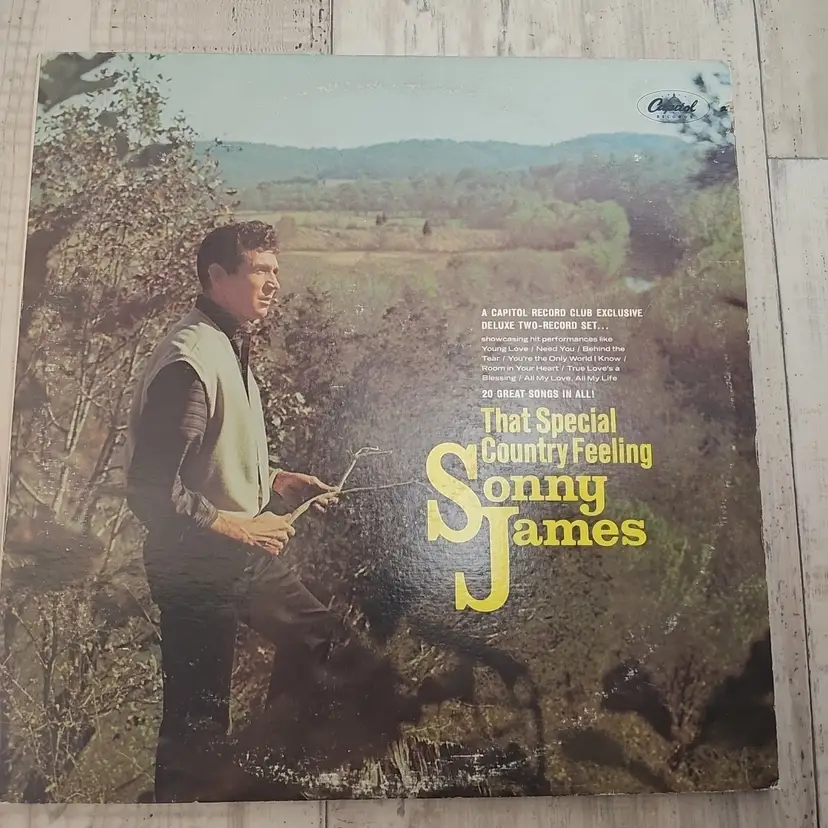 Capitol
RECORDS
A CAPITOL RECORD CLUB EXCLUSIVE
DELUXE TWO-RECORD SET...
showcasing hit performances like
Young Love / Need You / Behind the
Tear / You're the Only World I Know /
Room in Your Heart / True Love's a
Blessing / All My Love, All My Life
20 GREAT SONGS IN ALL!
That Special
Country Feeling
Sonny
James